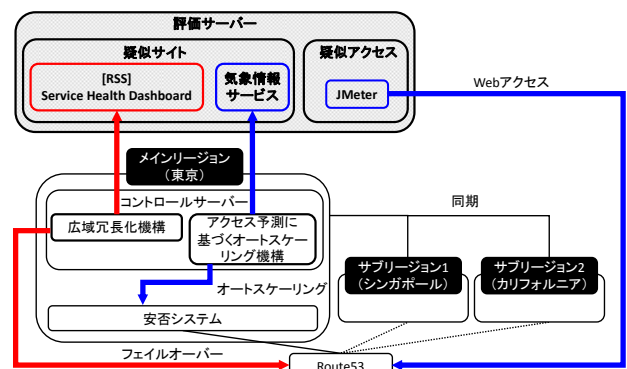 評価サーバー
疑似サイト
疑似アクセス
[RSS]
Service Health Dashboard
気象情報
サービス
JMeter
Webアクセス
メインリージョン
（東京）
コントロールサーバー
広域冗長化機構
アクセス予測に
基づくオートスケー
リング機構
同期
サブリージョン1
（シンガポール）
サブリージョン2
（カリフォルニア）
オートスケーリング
安否システム
フェイルオーバー
Route53